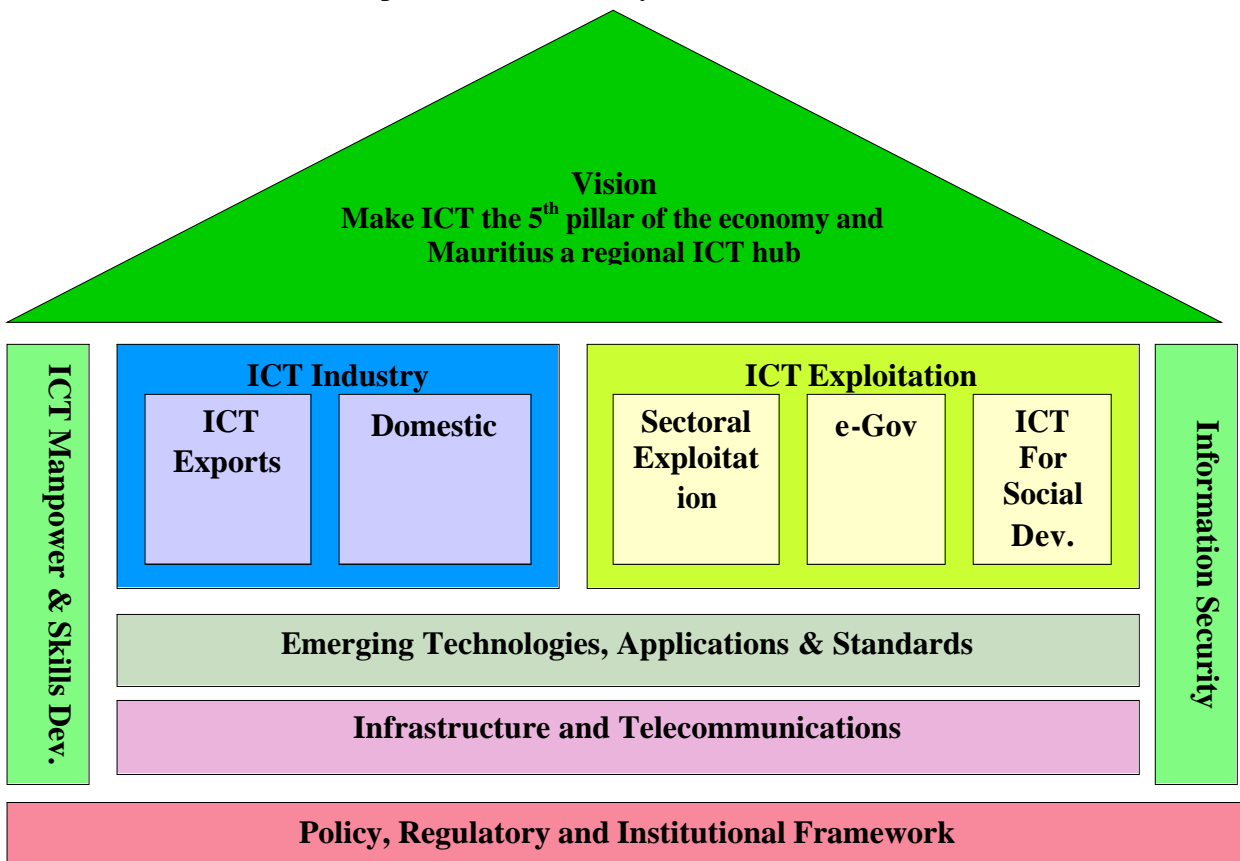 Vision
Make ICT the 5th pillar of the economy and
Mauritius a regional ICT hub
ICT Manpower & Skills Dev.
ICT Industry
ICT
Exports
Domestic
ICT Exploitation
Sectoral
Exploitat
ion
e-Gov
ICT
For
Social
Dev.
Information Security
Emerging Technologies, Applications & Standards
Infrastructure and Telecommunications
Policy, Regulatory and Institutional Framework